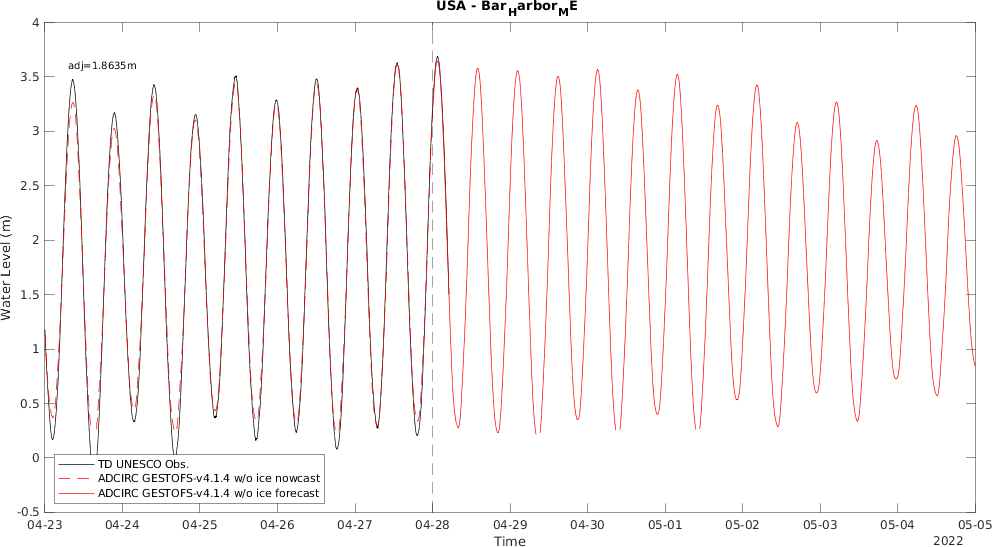 USA - Bar_Harbor_ME
adj=1.8635m
4
3.5
3
2.5
2
1.5
1
0.5
0
-0.5
Water Level (m)
TD UNESCO Obs.
ADCIRC GESTOFS-v4.1.4 w/o ice nowcast
ADCIRC GESTOFS-v4.1.4 w/o ice forecast
04-23 04-24 04-25 04-26 04-27 04-28 04-29 04-30 05-01 05-02 05-03 05-04 05-05
Time
2022